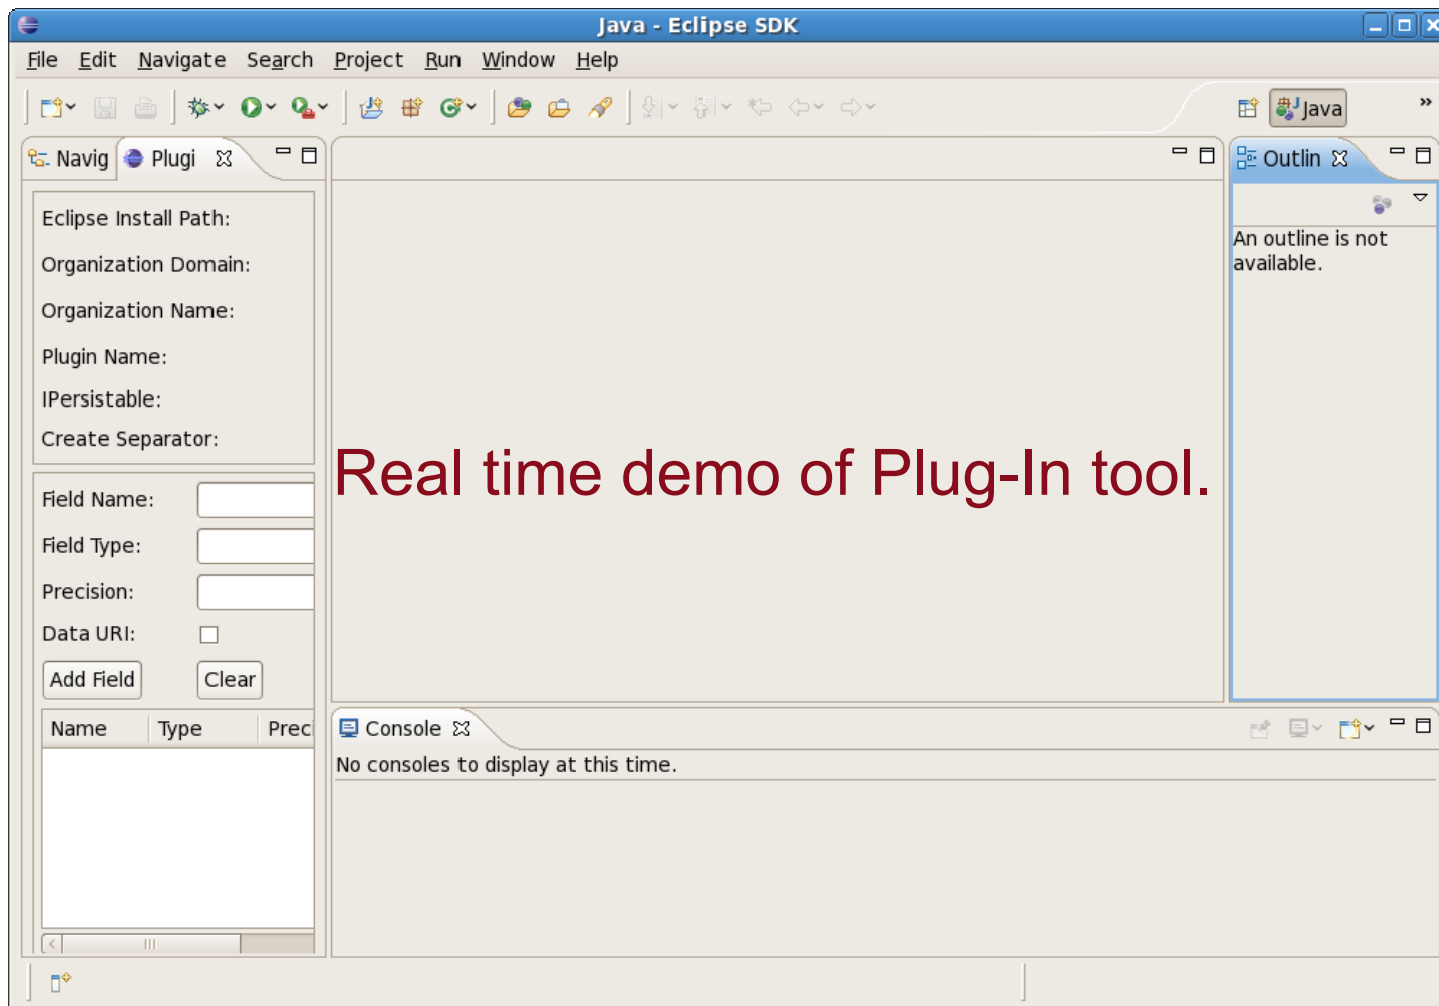 Java - Eclipse SDK
File Edit Navigate Search Project Run Window Help
Java »
Navig Plugi
Outlin
Eclipse Install Path:
Organization Domain:
Organization Name:
Plugin Name:
IPersistable:
Create Separator:
An outline is not
available.
Real time demo of Plug-In tool.
Field Name:
Field Type:
Precision:
Data URI:
Add Field Clear
Name Type Preci
Console
No consoles to display at this time.